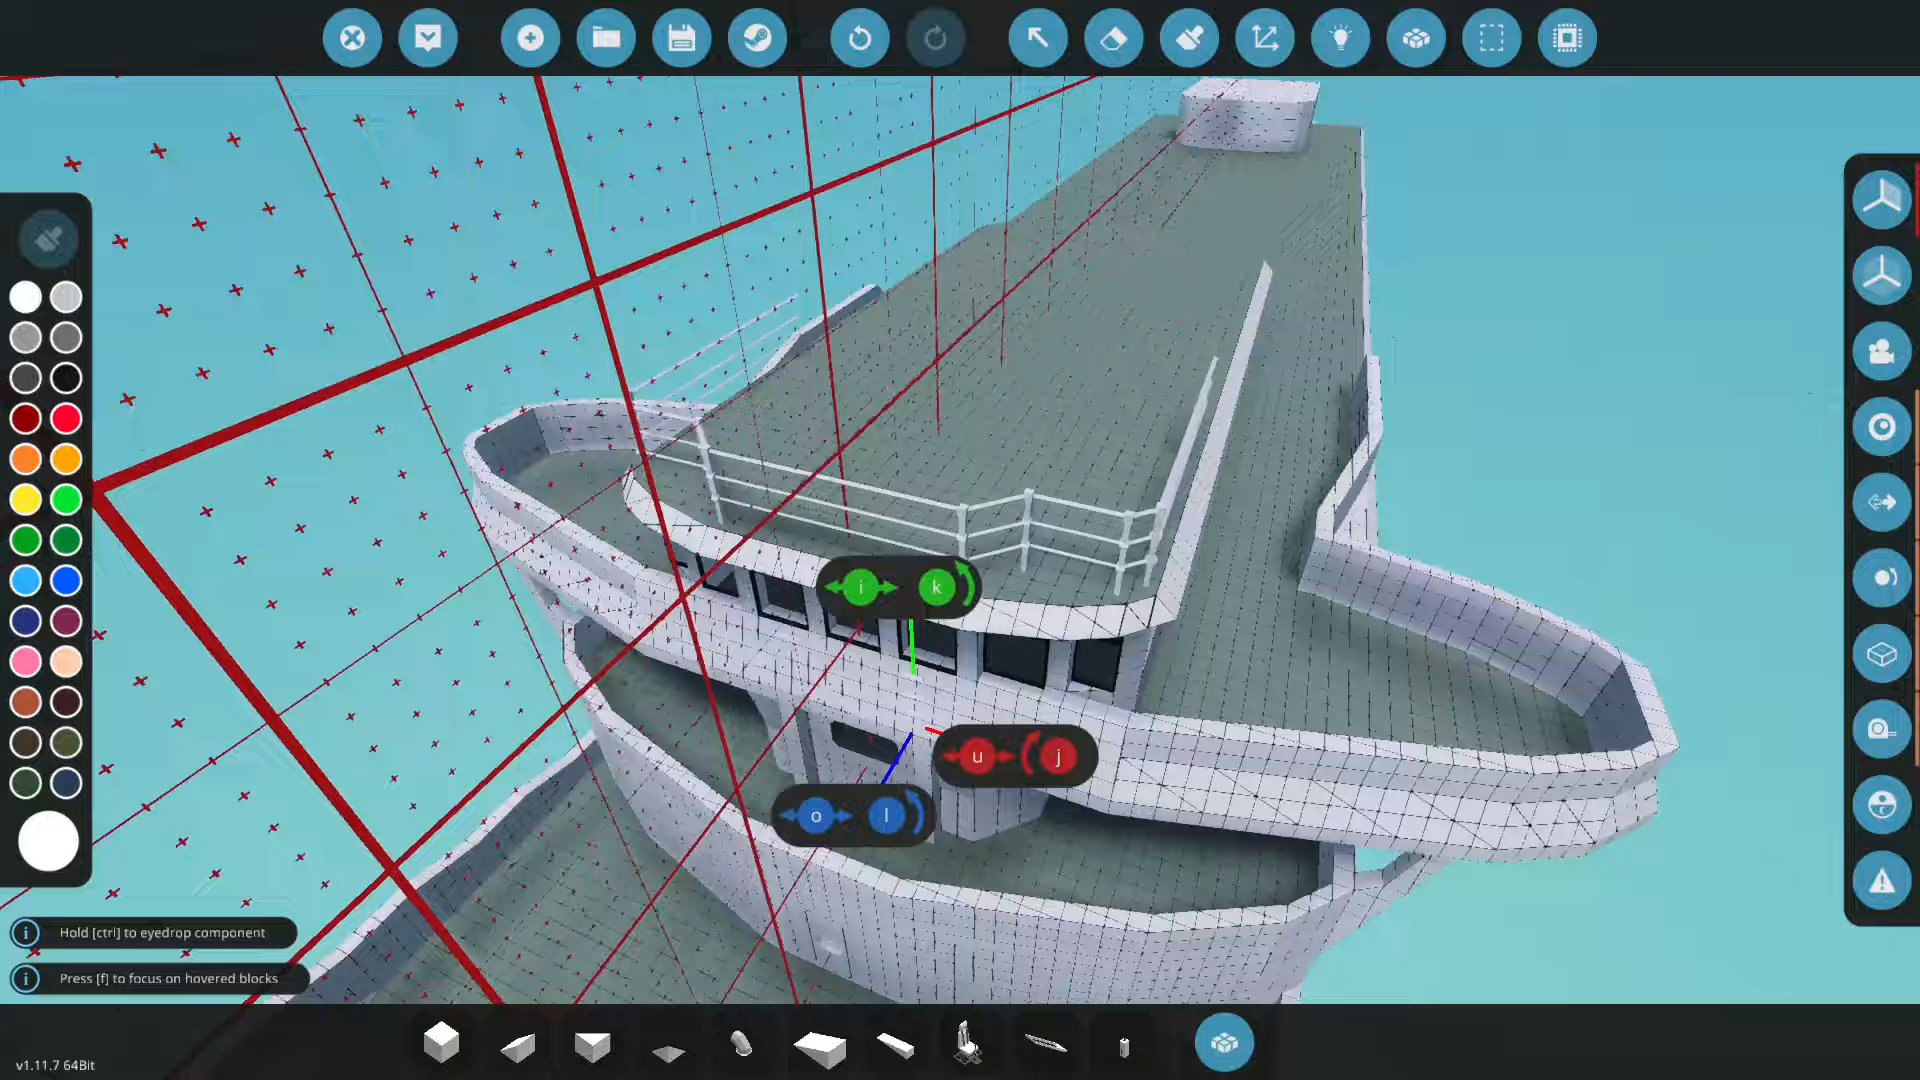 i k
u j
o l
Hold [ctrl] to eyedrop component
Press [f] to focus on hovered blocks
v1.11.7 64Bit